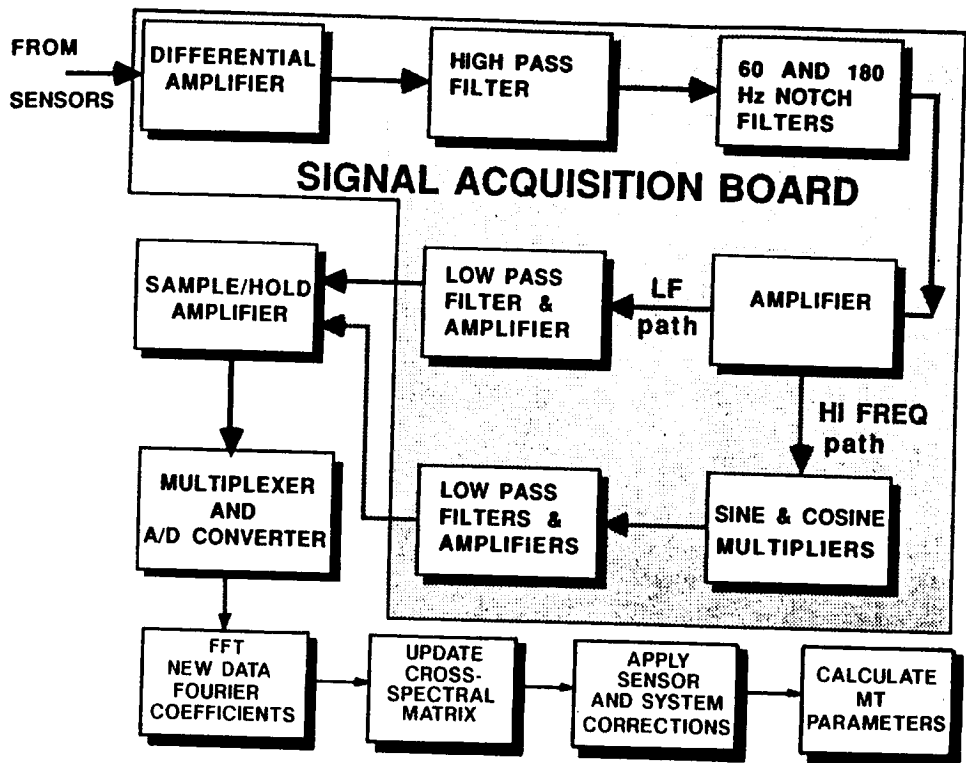 FROM
SENSORS
DIFFERENTIAL
AMPLIFIER
HIGH PASS
FILTER
60 AND 180
Hz NOTCH
FILTERS
SIGNAL ACQUISITION BOARD
SAMPLE/HOLD
AMPLIFIER
LOW PASS
FILTER &
AMPLIFIER
LF
path
AMPLIFIER
HI FREQ
path
MULTIPLEXER
AND
A/D CONVERTER
LOW PASS
FILTERS &
AMPLIFIERS
SINE & COSINE
MULTIPLIERS
FFT
NEW DATA
FOURIER
COEFFICIENTS
UPDATE
CROSS-
SPECTRAL
MATRIX
APPLY
SENSOR
AND SYSTEM
CORRECTIONS
CALCULATE
MT
PARAMETERS